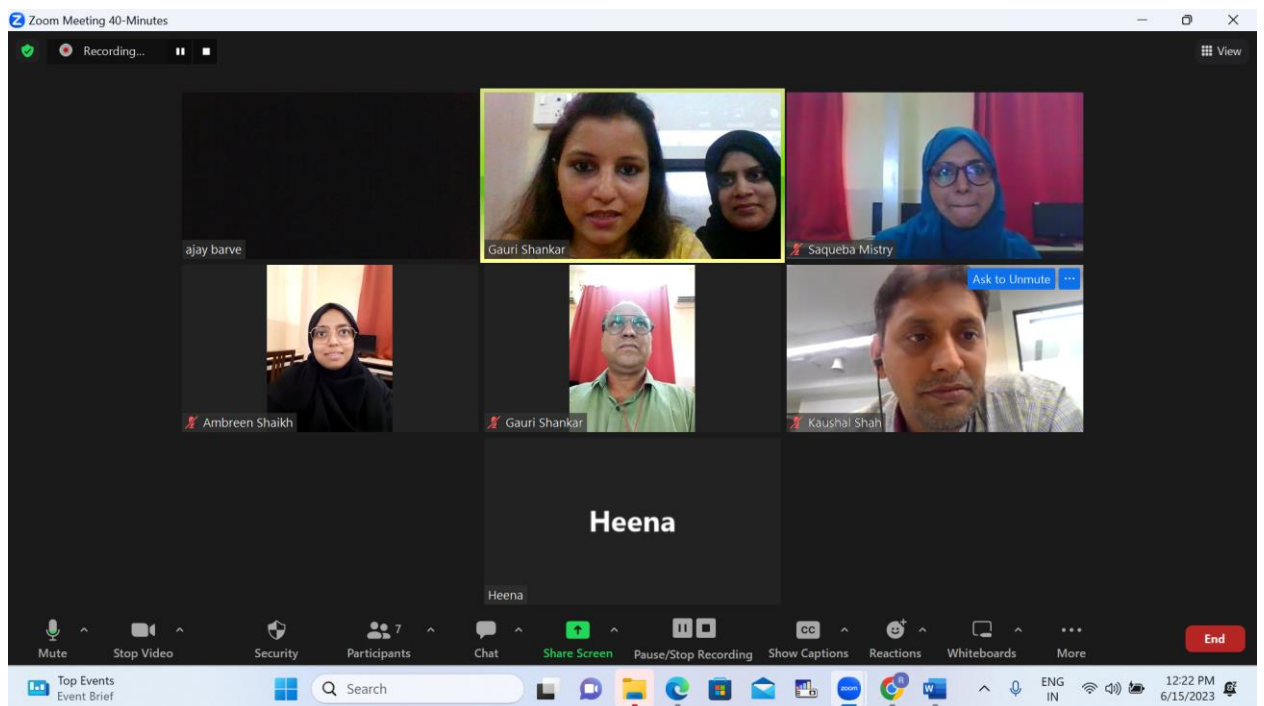 Zoom Meeting 40-Minutes
Recording...
View
ajay barve
Gauri Shankar
Saqueba Mistry
Ask to Unmute
Ambreen Shaikh
Gauri Shankar
Kaushal Shah
Heena
Heena
7
Mute
Stop Video
Security
Participants
Chat
Share Screen
Pause/Stop Recording
CC
Show Captions
Reactions
Whiteboards
More
End
Top Events
Event Brief
Search
zoom
ENG
IN
12:22 PM
6/15/2023